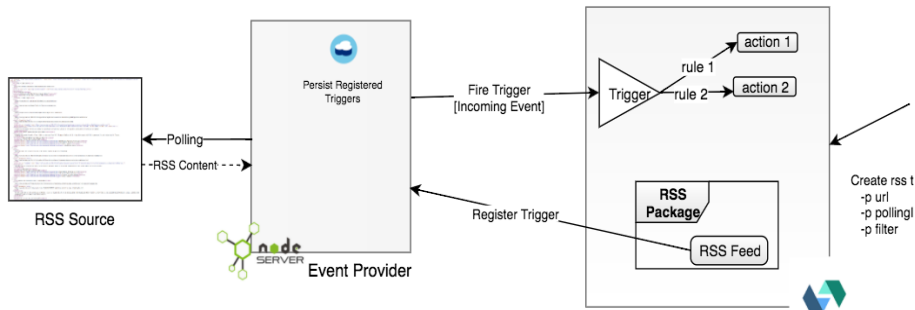 Persist Registered
Triggers
Polling
RSS Content
RSS Source
node
SERVER
Event Provider
Fire Trigger
[Incoming Event]
Register Trigger
Trigger
rule 1
rule 2
action 1
action 2
RSS
Package
RSS Feed
Create rss t
-p url
-p pollingI
-p filter